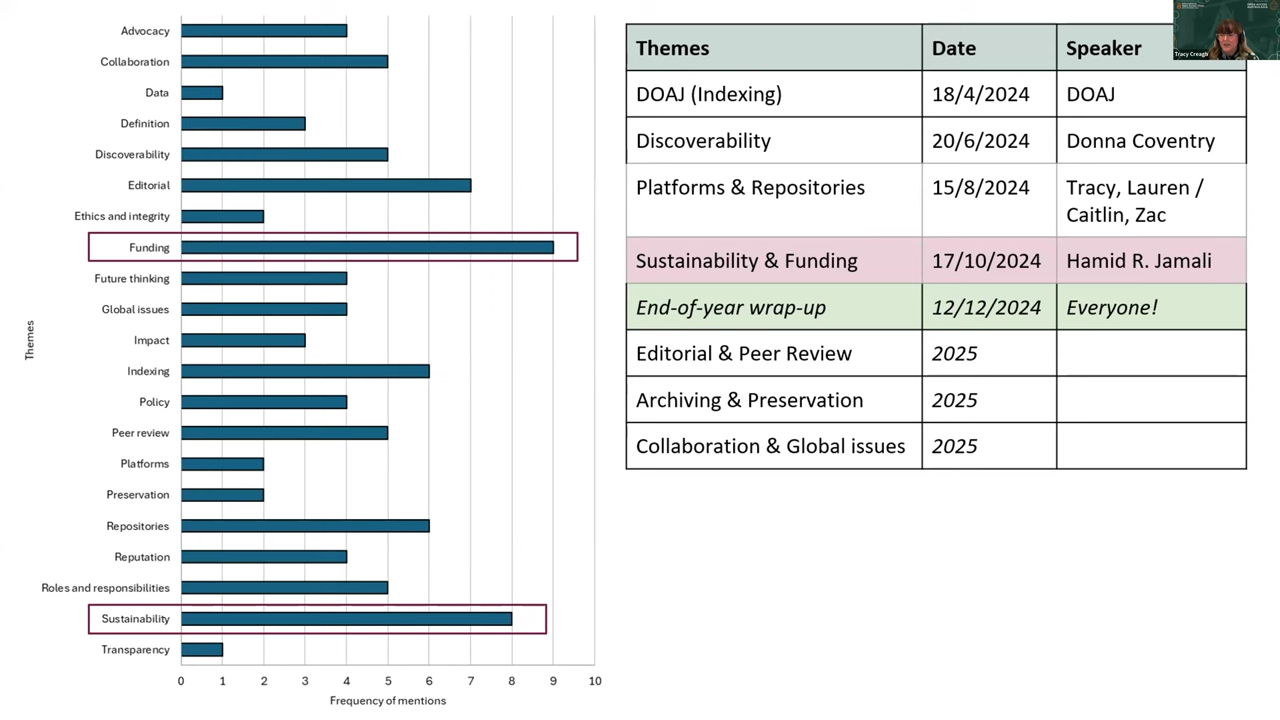 Advocacy
Collaboration
Data
Definition
Discoverability
Editorial
Ethics and integrity
Funding
Future thinking
Global issues
Impact
Indexing
Policy
Peer review
Platforms
Preservation
Repositories
Reputation
Roles and responsibilities
Sustainability
Transparency
Themes
0 1 2 3 4 5 6 7 8 9 10
Frequency of mentions
Themes Date Speaker
DOAJ (Indexing) 18/4/2024 DOAJ
Discoverability 20/6/2024 Donna Coventry
Platforms & Repositories 15/8/2024 Tracy, Lauren /
Caitlin, Zac
Sustainability & Funding 17/10/2024 Hamid R. Jamali
End-of-year wrap-up 12/12/2024 Everyone!
Editorial & Peer Review 2025
Archiving & Preservation 2025
Collaboration & Global issues 2025
Tracy Creagh